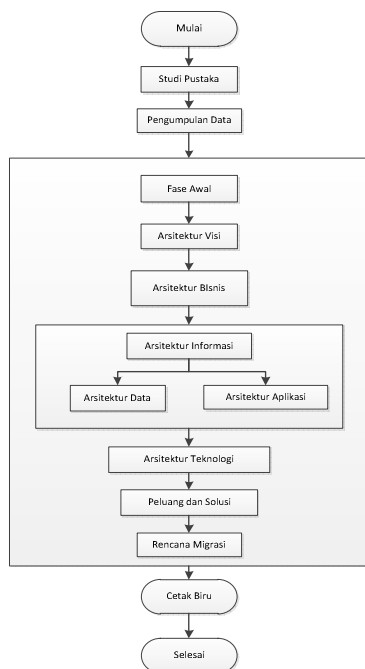 Mulai
Studi Pustaka
Pengumpulan Data
Fase Awal
Arsitektur Visi
Arsitektur BIsnis
Arsitektur Informasi
Arsitektur Data
Arsitektur Aplikasi
Arsitektur Teknologi
Peluang dan Solusi
Rencana Migrasi
Cetak Biru
Selesai